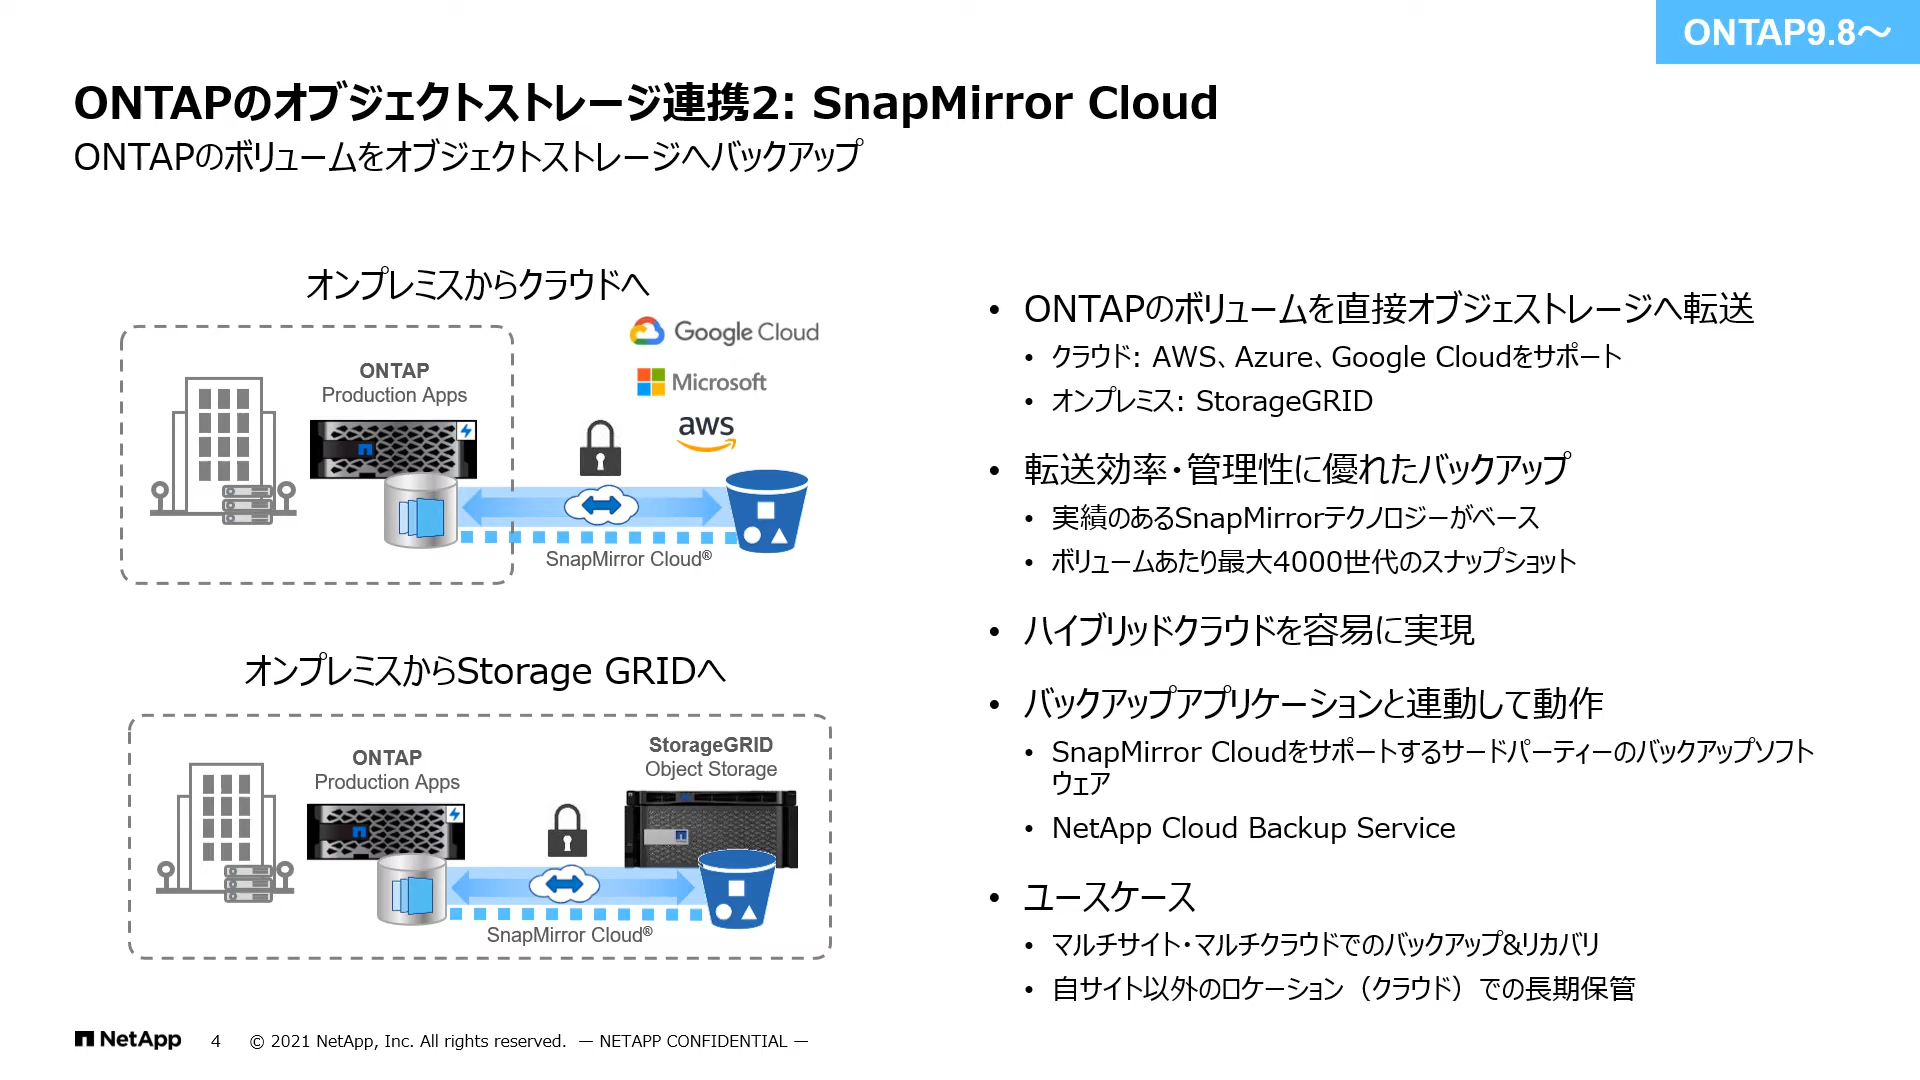 ONTAP9.8～
ONTAPのオブジェクトストレージ連携2: SnapMirror Cloud
ONTAPのボリュームをオブジェクトストレージへバックアップ
オンプレミスからクラウドへ
Google Cloud
Microsoft
aws
ONTAP
Production Apps
SnapMirror Cloud®
オンプレミスからStorage GRIDへ
ONTAP
Production Apps
StorageGRID
Object Storage
SnapMirror Cloud®
• ONTAPのボリュームを直接オブジェストレージへ転送
• クラウド: AWS、Azure、Google Cloudをサポート
• オンプレミス: StorageGRID
• 転送効率・管理性に優れたバックアップ
• 実績のあるSnapMirrorテクノロジーがベース
• ボリュームあたり最大4000世代のスナップショット
• ハイブリッドクラウドを容易に実現
• バックアップアプリケーションと連動して動作
• SnapMirror Cloudをサポートするサードパーティーのバックアップソフト
ウェア
• NetApp Cloud Backup Service
• ユースケース
• マルチサイト・マルチクラウドでのバックアップ&リカバリ
• 自サイト以外のロケーション（クラウド）での長期保管
NetApp 4 © 2021 NetApp, Inc. All rights reserved. — NETAPP CONFIDENTIAL —